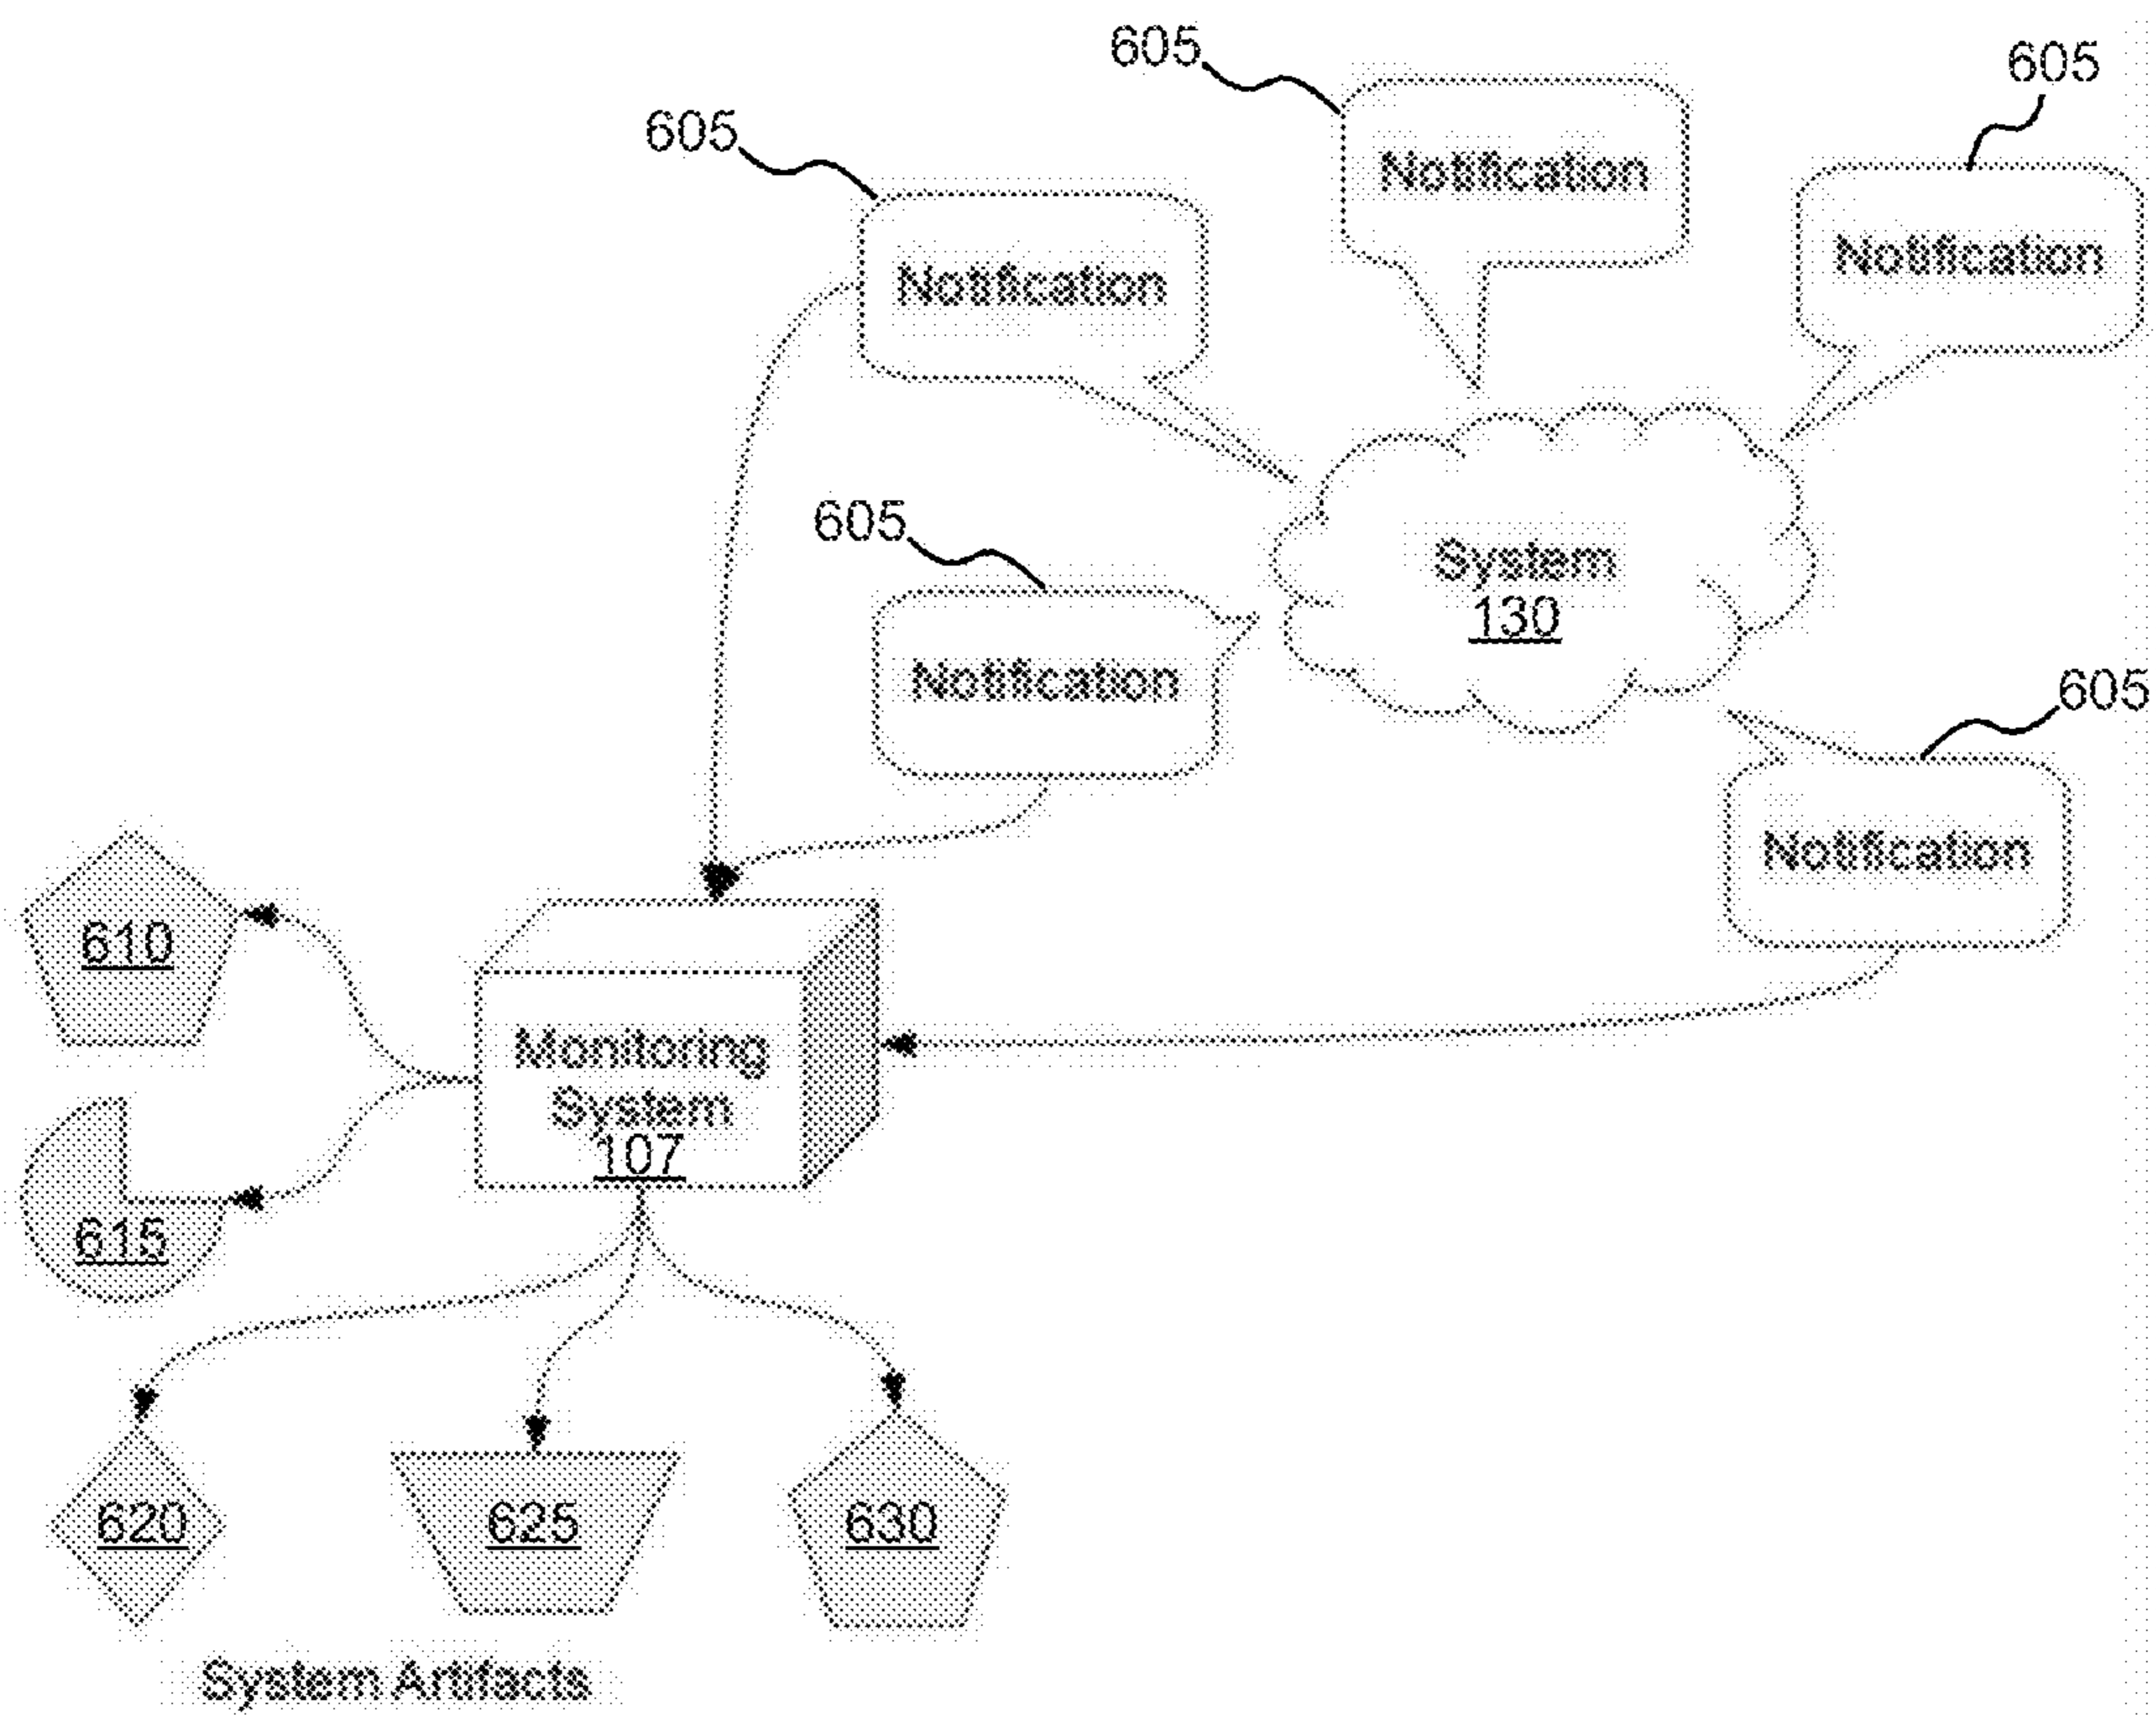 605
605
605
Notification
Notification
Notification
605
System
130
Notification
605
Notification
610
Monitoring
System
107
615
620
625
630
System Artifacts